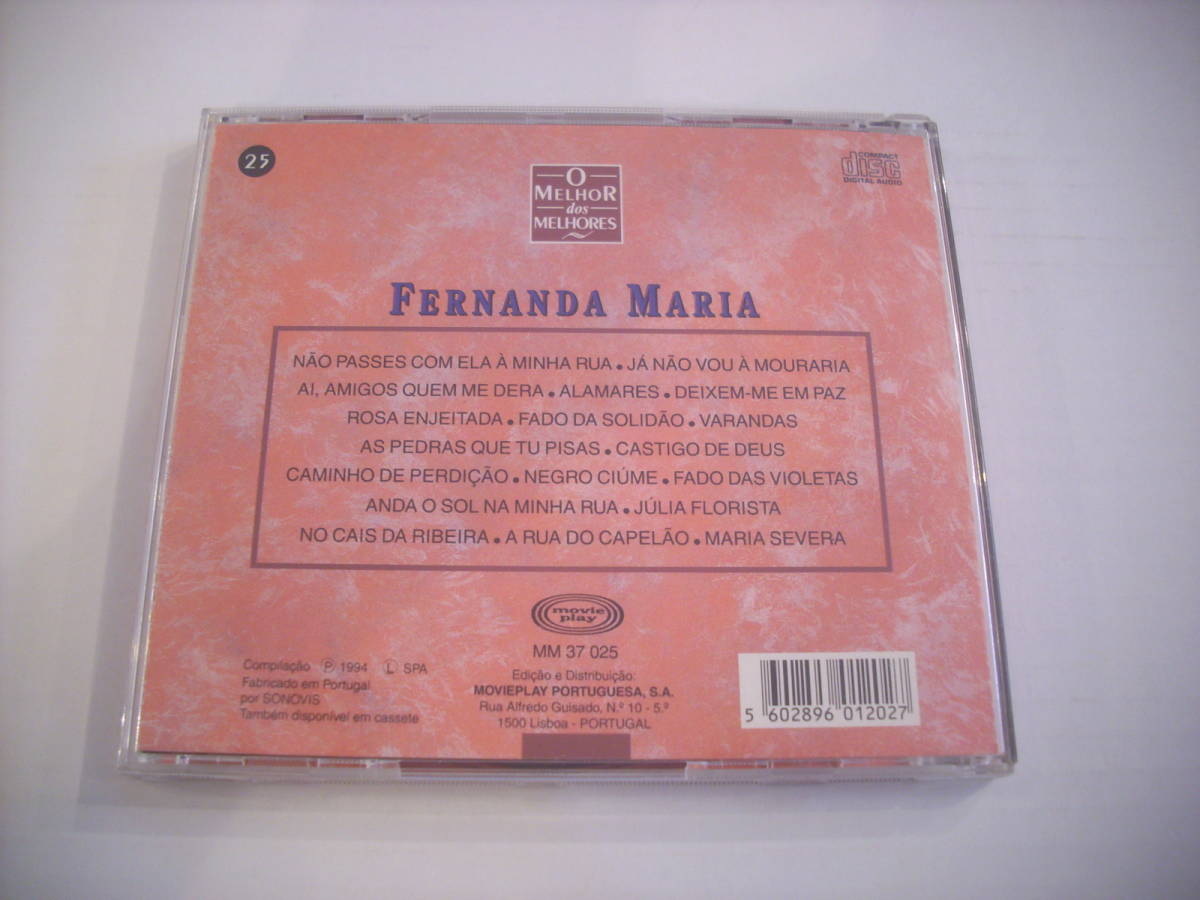 25
O
MELHOR
dos
MELHORES
COMPACT
disc
DIGITAL AUDIO
FERNANDA MARIA
NÃO PASSES COM ELA À MINHA RUA • JÁ NÃO VOU À MOURARIA
AI, AMIGOS QUEM ME DERA • ALAMARES • DEIXEM-ME EM PAZ
ROSA ENJEITADA • FADO DA SOLIDÃO • VARANDAS
AS PEDRAS QUE TU PISAS • CASTIGO DE DEUS
CAMINHO DE PERDIÇÃO • NEGRO CIÚME • FADO DAS VIOLETAS
ANDA O SOL NA MINHA RUA • JÚLIA FLORISTA
NO CAIS DA RIBEIRA • A RUA DO CAPELÃO • MARIA SEVERA
movie
play
MM 37 025
Compilação Ⓟ 1994 Ⓛ SPA
Fabricado em Portugal
por SONOVIS
Também disponível em cassete
Edição e Distribuição:
MOVIEPLAY PORTUGUESA, S.A.
Rua Alfredo Guisado, N.º 10 - 5.º
1500 Lisboa - PORTUGAL
5 602896 012027